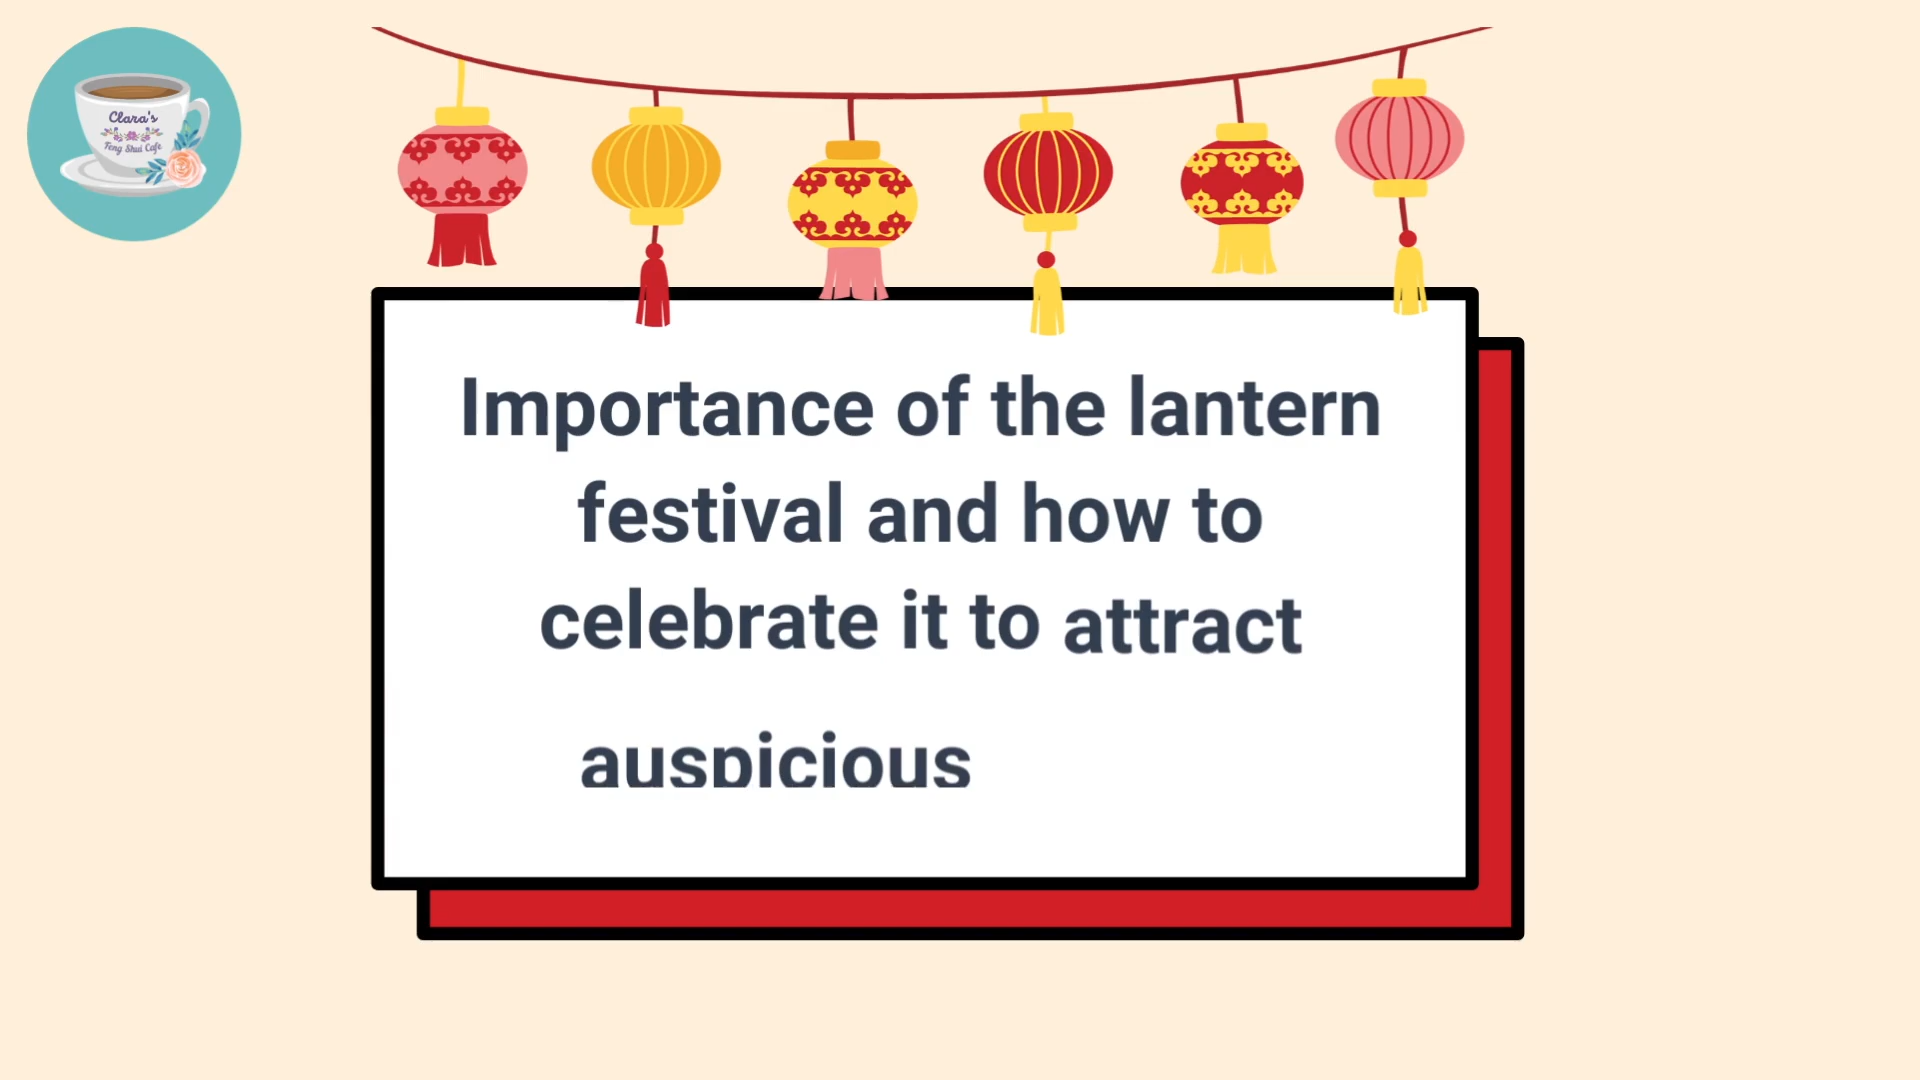 Clara's
Feng Shui Cafe
Importance of the lantern
festival and how to
celebrate it to attract
auspicious